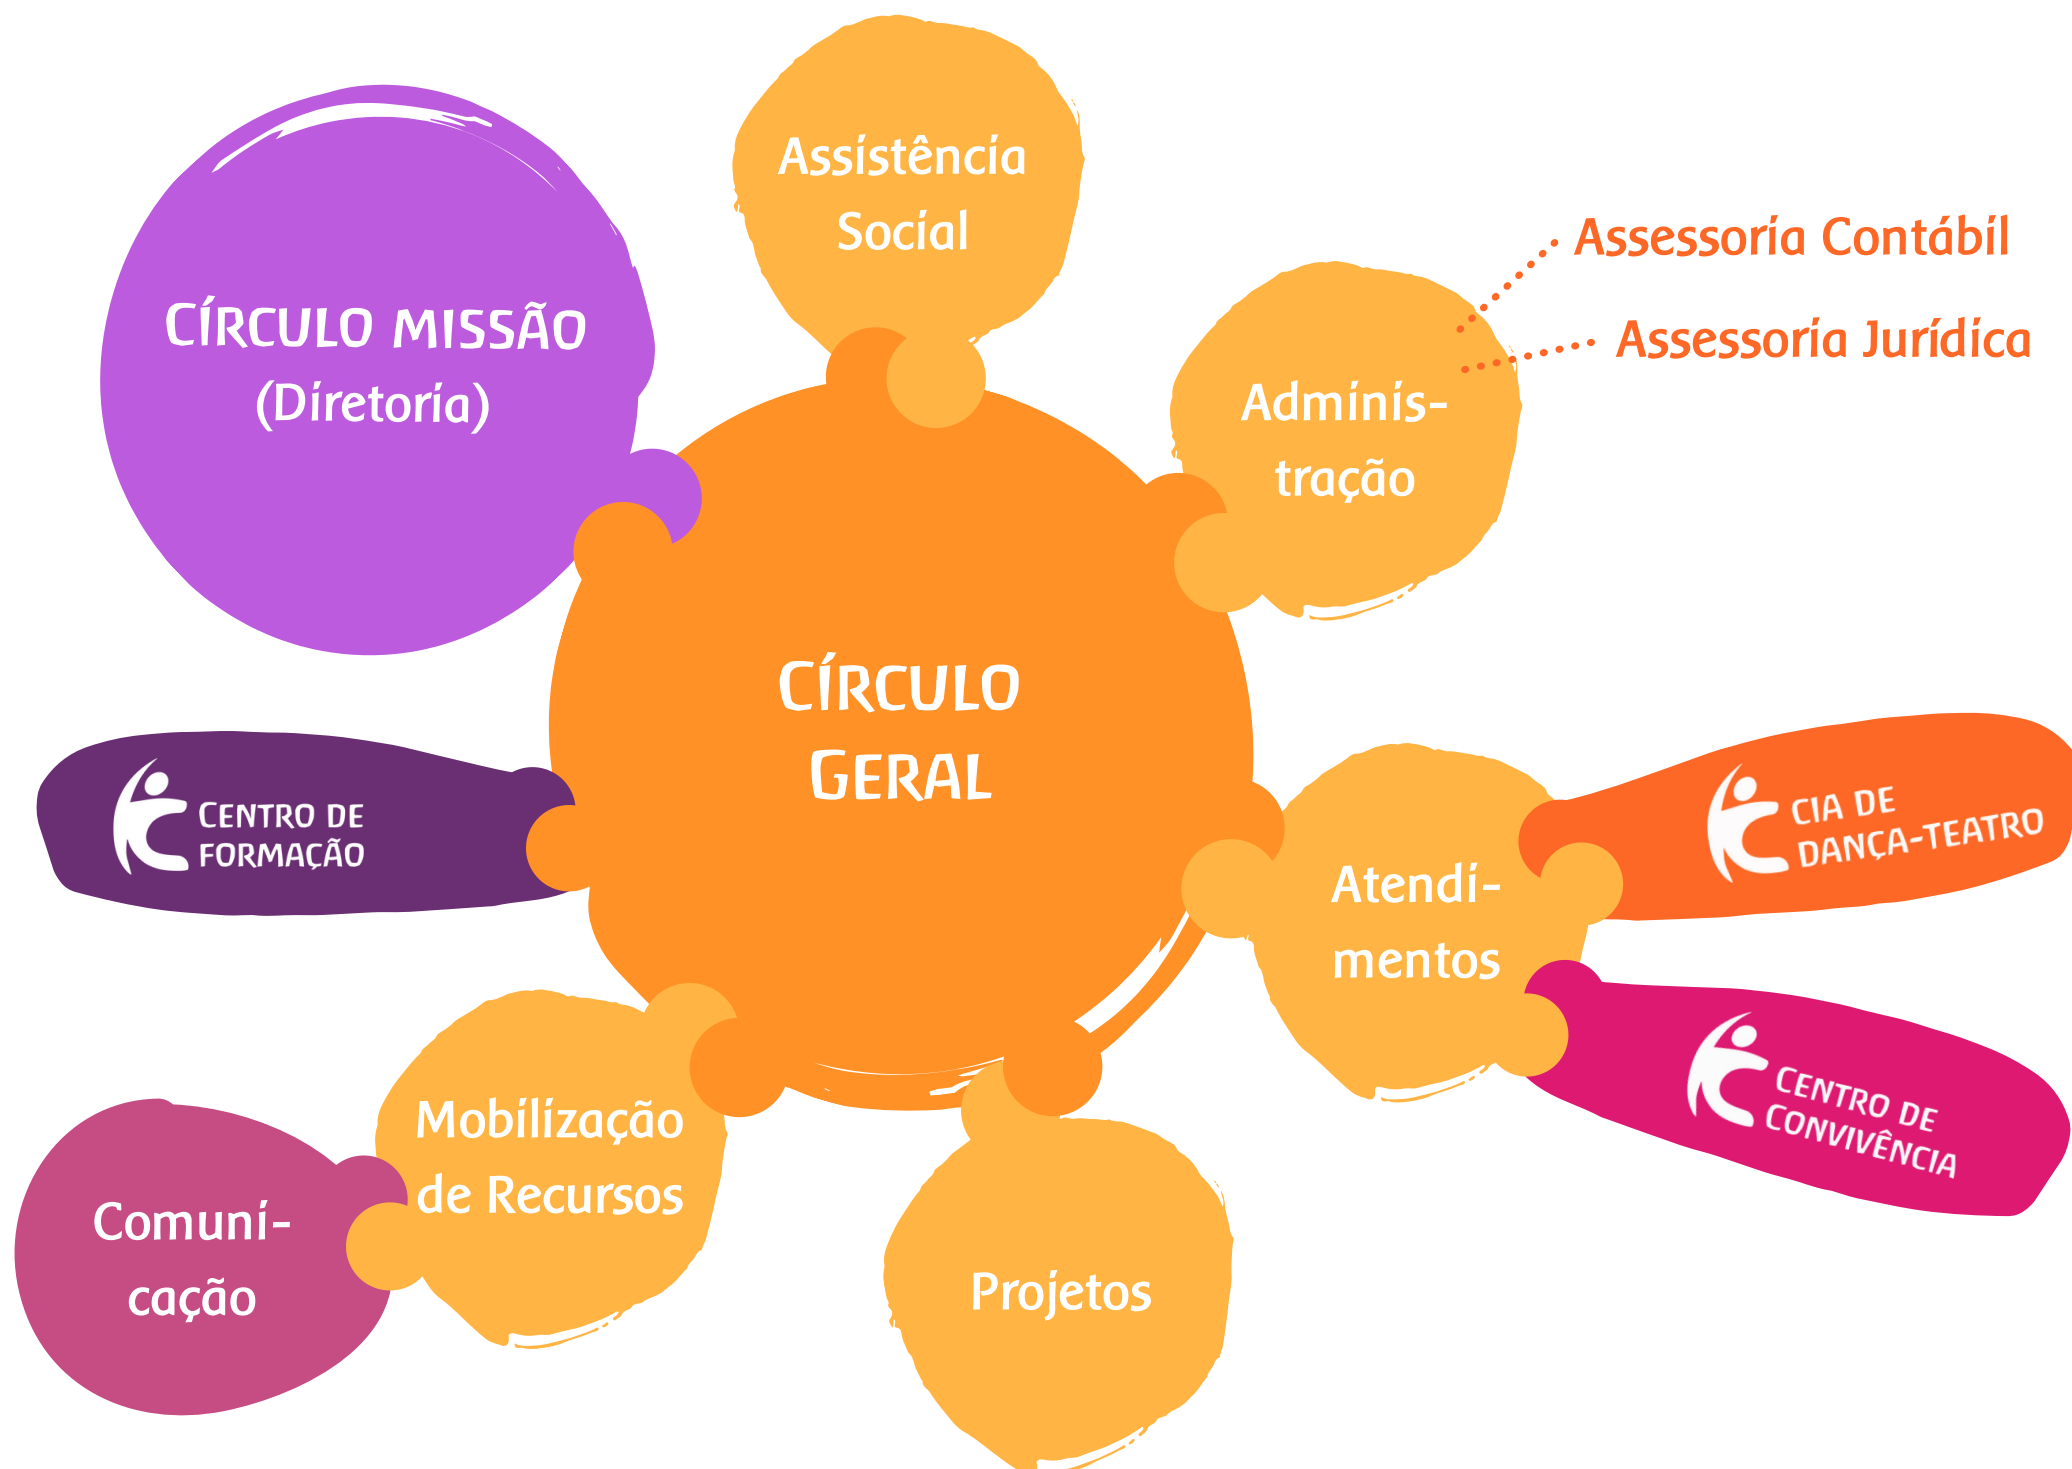 Assistência
Social
CÍRCULO MISSÃO
(Diretoria)
Assessoria Contábil
Assessoria Jurídica
Adminis-
tração
CÍRCULO
GERAL
CENTRO DE
FORMAÇÃO
CIA DE
DANÇA-TEATRO
Atendi-
mentos
CENTRO DE
CONVIVÊNCIA
Mobilização
de Recursos
Comuni-
cação
Projetos